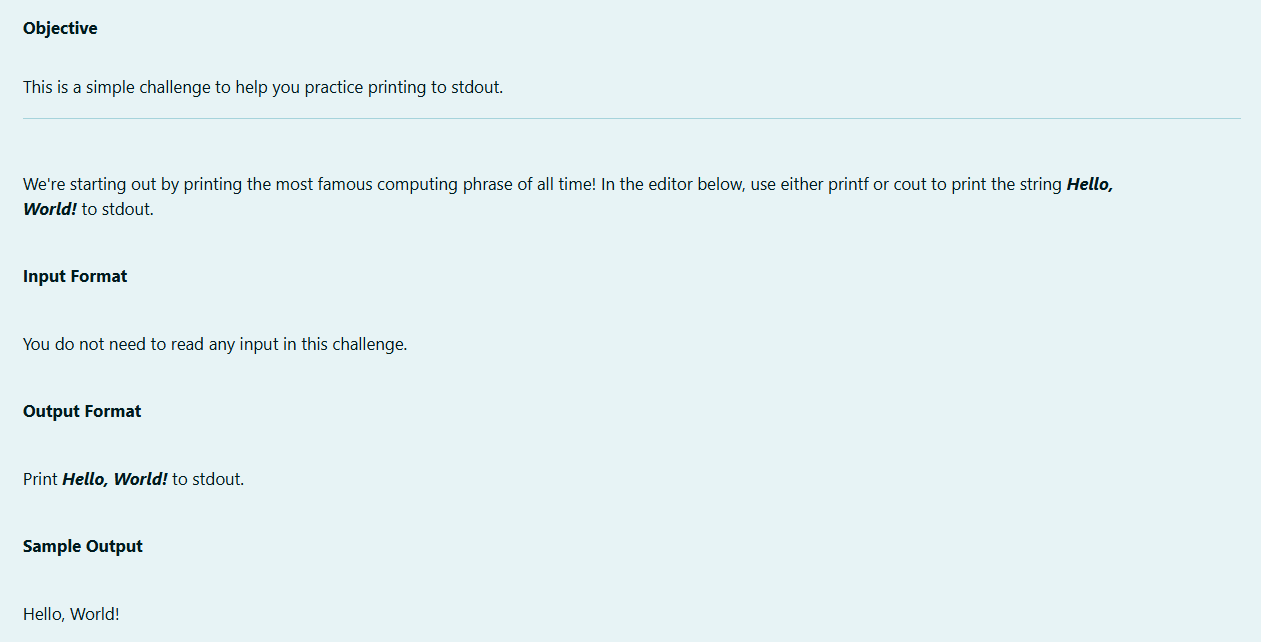 Objective
This is a simple challenge to help you practice printing to stdout.
We're starting out by printing the most famous computing phrase of all time! In the editor below, use either printf or cout to print the string Hello,
World! to stdout.
Input Format
You do not need to read any input in this challenge.
Output Format
Print Hello, World! to stdout.
Sample Output
Hello, World!